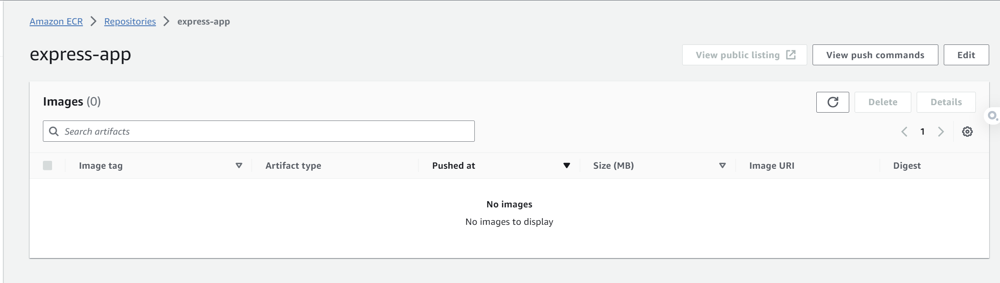 Amazon ECR > Repositories > express-app
express-app
View public listing
View push commands
Edit
Images (0)
Delete
Details
Search artifacts
1
Image tag
Artifact type
Pushed at
Size (MB)
Image URI
Digest
No images
No images to display